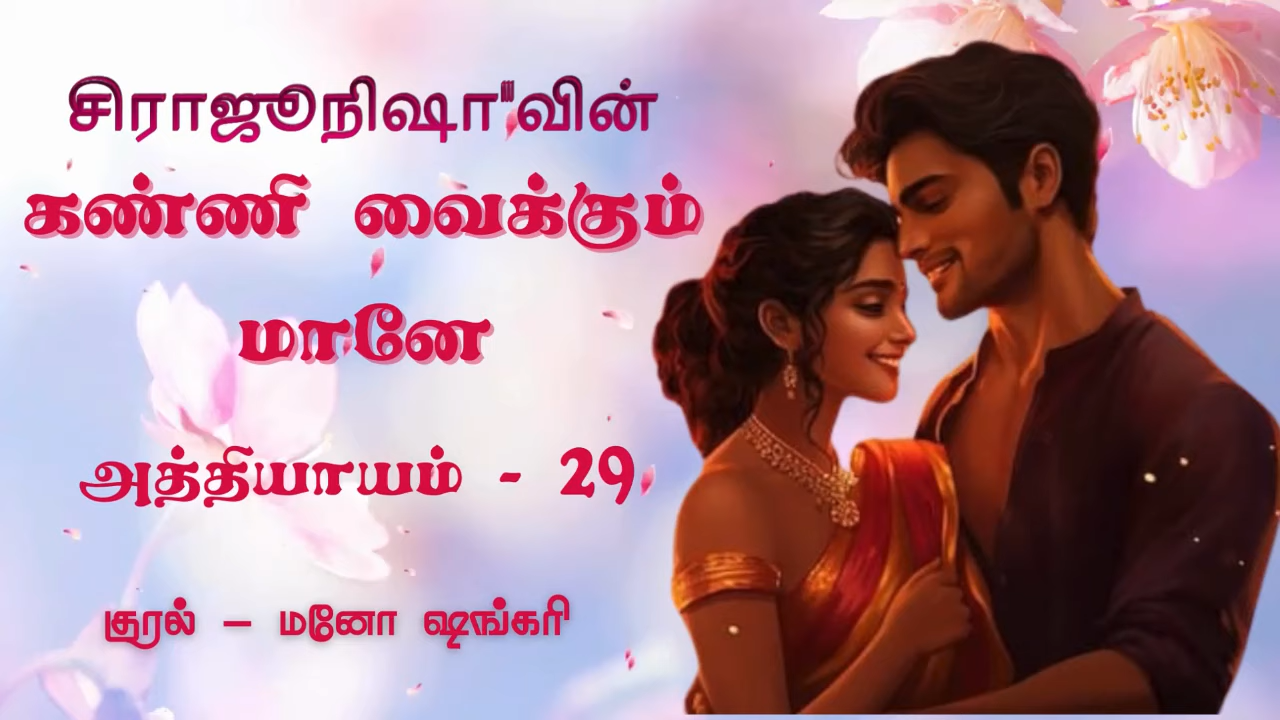 சிராஜூநிஷா"வின்
கண்ணி வைக்கும்
மானே
அத்தியாயம் - 29
குரல் – மனோ ஷங்கரி